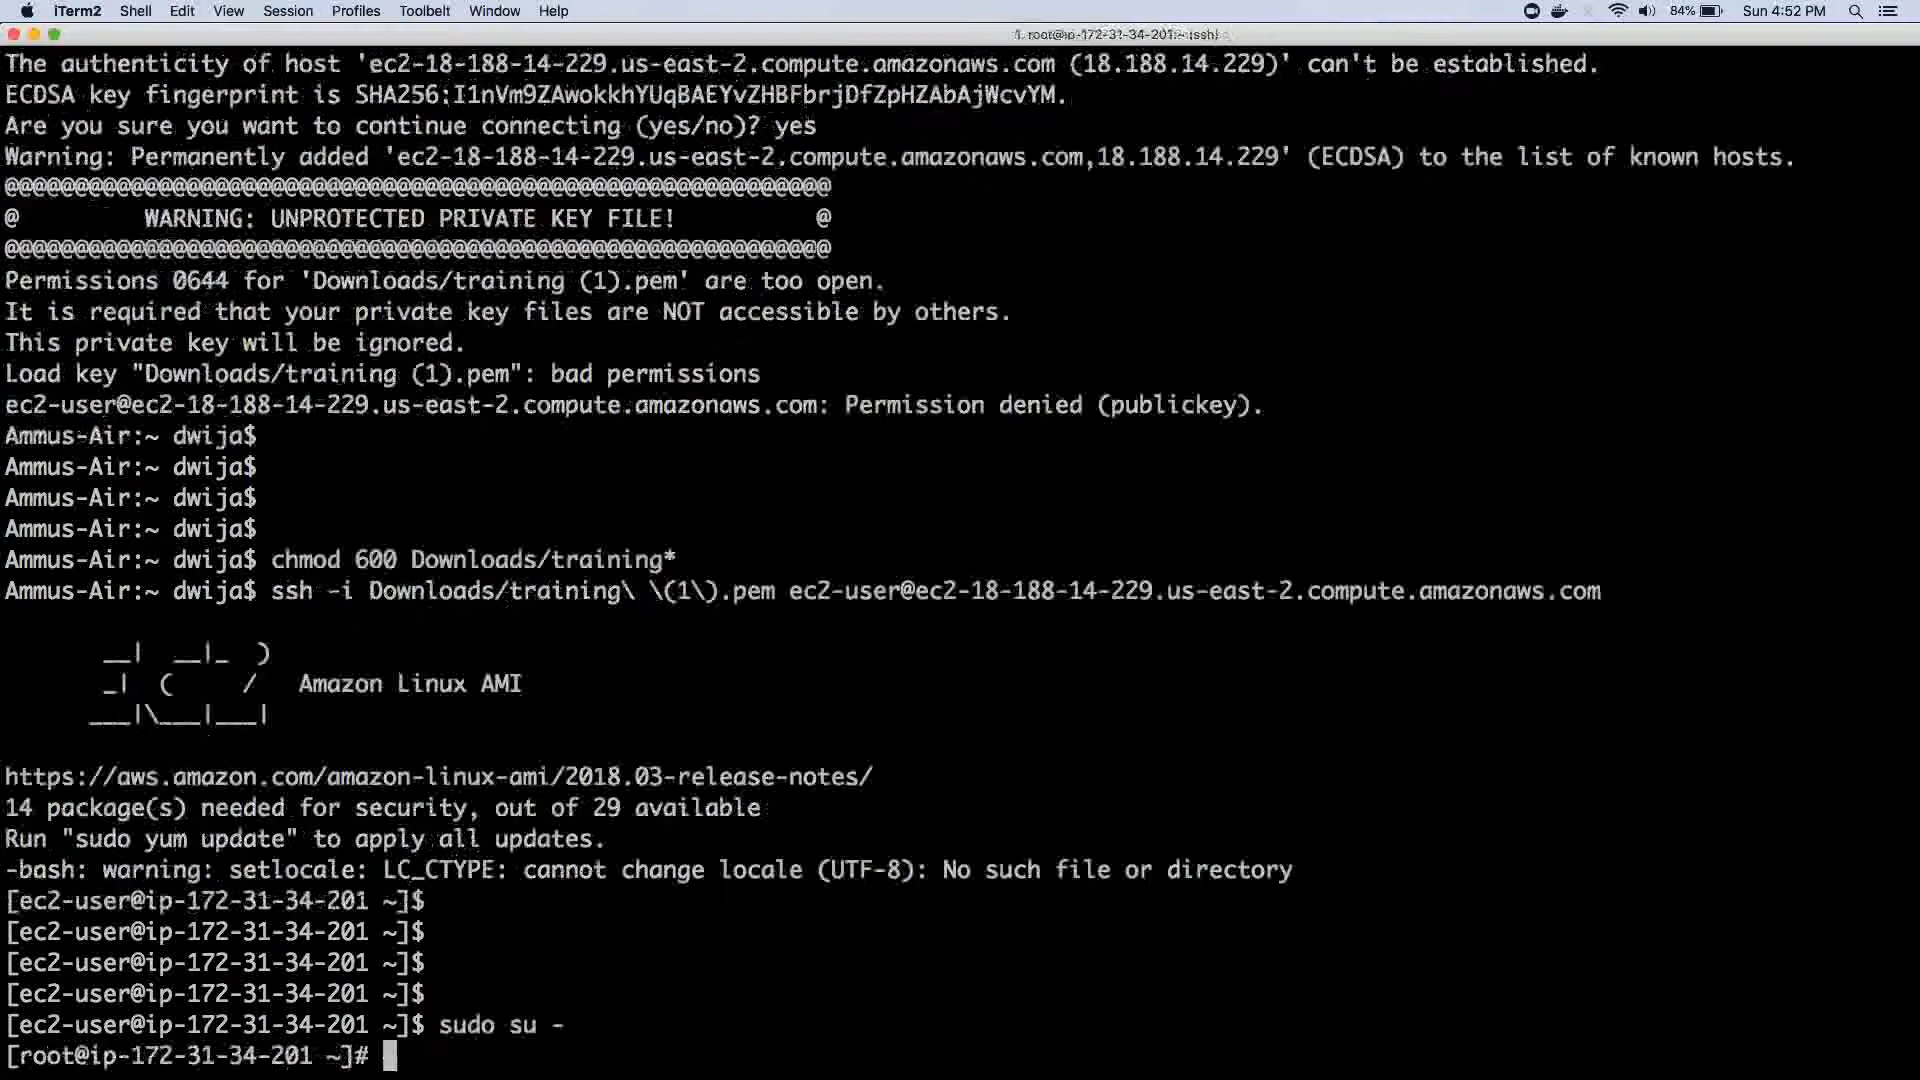 iTerm2 Shell Edit View Session Profiles Toolbelt Window Help 84% Sun 4:52 PM
1. root@ip-172-31-34-201:~ (ssh)
The authenticity of host 'ec2-18-188-14-229.us-east-2.compute.amazonaws.com (18.188.14.229)' can't be established.
ECDSA key fingerprint is SHA256:I1nVm9ZAwokkhYUqBAEYvZHBFbrjDfZpHZAbAjWcvYM.
Are you sure you want to continue connecting (yes/no)? yes
Warning: Permanently added 'ec2-18-188-14-229.us-east-2.compute.amazonaws.com,18.188.14.229' (ECDSA) to the list of known hosts.
@@@@@@@@@@@@@@@@@@@@@@@@@@@@@@@@@@@@@@@@@@@@@@@@@@@@@@@@@@@
@         WARNING: UNPROTECTED PRIVATE KEY FILE!          @
@@@@@@@@@@@@@@@@@@@@@@@@@@@@@@@@@@@@@@@@@@@@@@@@@@@@@@@@@@@
Permissions 0644 for 'Downloads/training (1).pem' are too open.
It is required that your private key files are NOT accessible by others.
This private key will be ignored.
Load key "Downloads/training (1).pem": bad permissions
ec2-user@ec2-18-188-14-229.us-east-2.compute.amazonaws.com: Permission denied (publickey).
Ammus-Air:~ dwija$
Ammus-Air:~ dwija$
Ammus-Air:~ dwija$
Ammus-Air:~ dwija$
Ammus-Air:~ dwija$ chmod 600 Downloads/training*
Ammus-Air:~ dwija$ ssh -i Downloads/training\ \(1\).pem ec2-user@ec2-18-188-14-229.us-east-2.compute.amazonaws.com
       __|  __|_  )
       _|  (     /   Amazon Linux AMI
      ___|\___|___|
https://aws.amazon.com/amazon-linux-ami/2018.03-release-notes/
14 package(s) needed for security, out of 29 available
Run "sudo yum update" to apply all updates.
-bash: warning: setlocale: LC_CTYPE: cannot change locale (UTF-8): No such file or directory
[ec2-user@ip-172-31-34-201 ~]$
[ec2-user@ip-172-31-34-201 ~]$
[ec2-user@ip-172-31-34-201 ~]$
[ec2-user@ip-172-31-34-201 ~]$
[ec2-user@ip-172-31-34-201 ~]$ sudo su -
[root@ip-172-31-34-201 ~]#